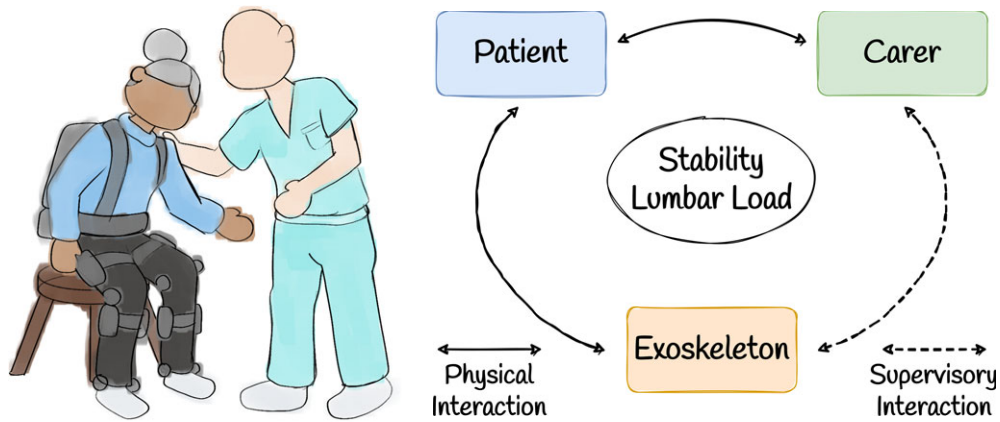 Patient
Carer
Stability
Lumbar Load
Exoskeleton
Physical
Interaction
Supervisory
Interaction